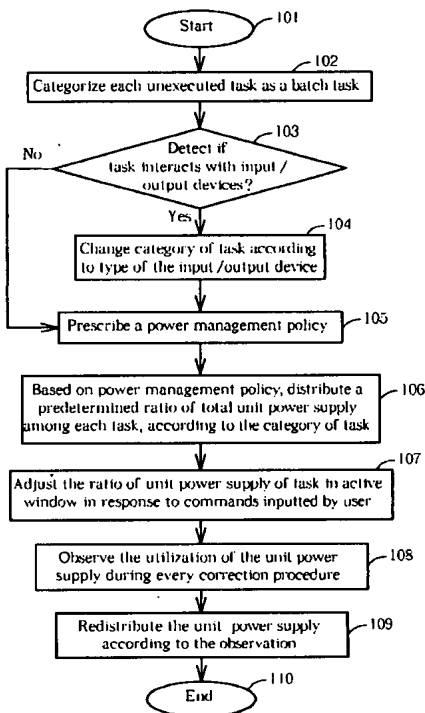 Start
101
102
Categorize each unexecuted task as a batch task
103
No
Detect if
task interacts with input /
output devices?
Yes
104
Change category of task according
to type of the input/output device
Prescribe a power management policy
105
Based on power management policy, distribute a
predetermined ratio of total unit power supply
among each task, according to the category of task
106
107
Adjust the ratio of unit power supply of task in active
window in response to commands inputted by user
Observe the utilization of the unit power
supply during every correction procedure
108
Redistribute the unit power supply
according to the observation
109
End
110